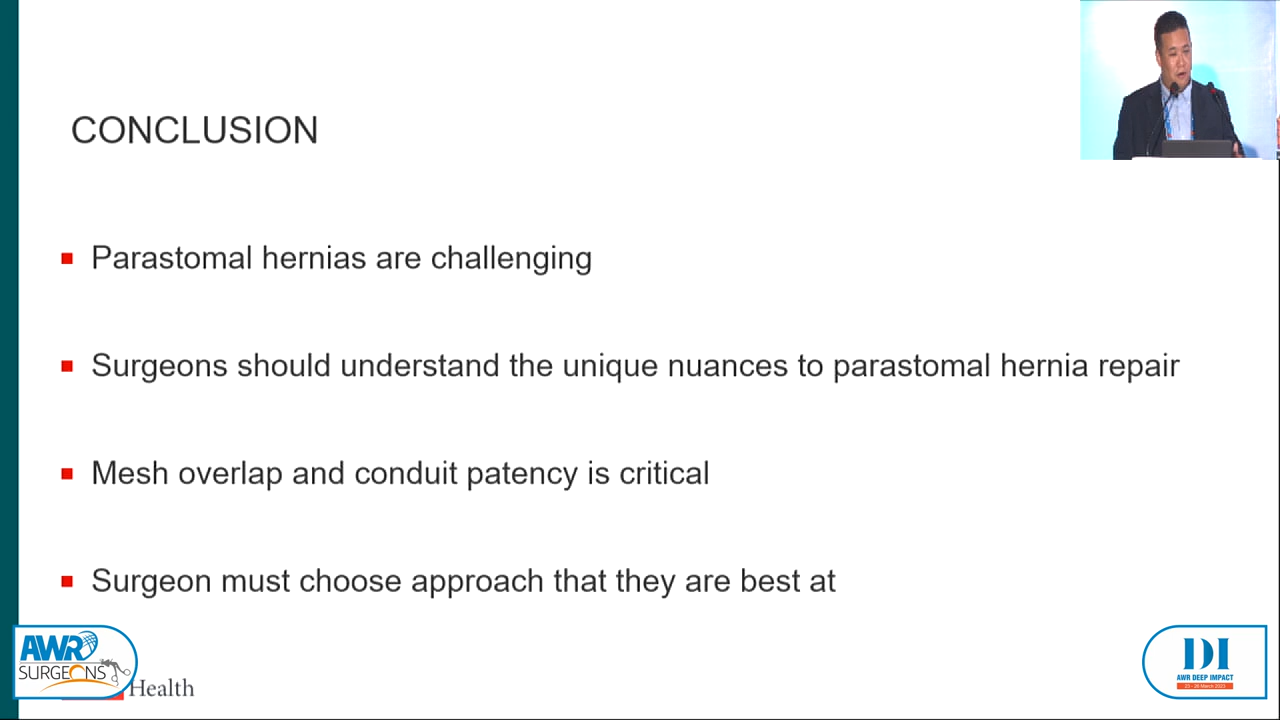 CONCLUSION
Parastomal hernias are challenging
Surgeons should understand the unique nuances to parastomal hernia repair
Mesh overlap and conduit patency is critical
Surgeon must choose approach that they are best at
AWR
SURGEONS
Health
DI
AWR DEEP IMPACT